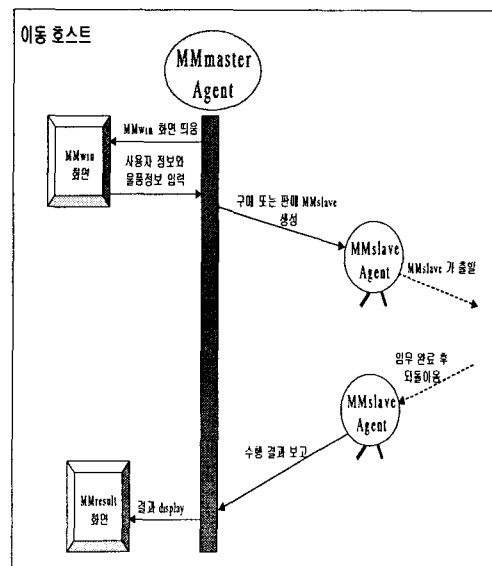 이동 호스트
MMmaster
Agent
MMwin 화면 띄움
MMwin
화면
사용자 정보와
물품정보 입력
구매 또는 판매 MMslave
생성
MMslave
Agent
MMslave 가 출발
임무 완료 후
되돌아옴
MMslave
Agent
수행 결과 보고
MMresult
화면
결과 display